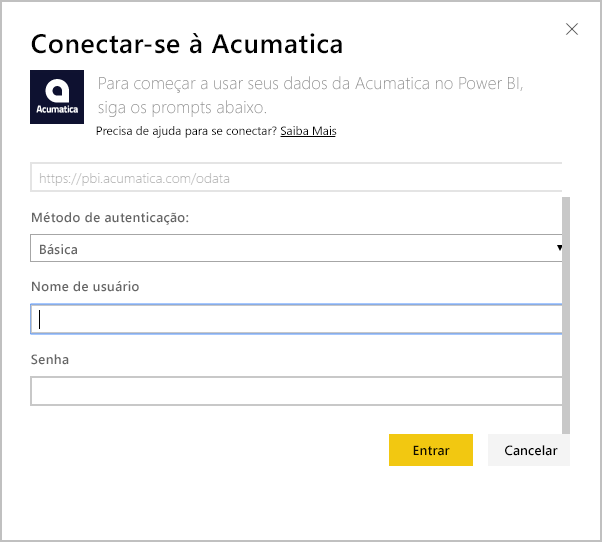 Conectar-se à Acumatica
Acumatica
Para começar a usar seus dados da Acumatica no Power BI,
siga os prompts abaixo.
Precisa de ajuda para se conectar? Saiba Mais
https://pbi.acumatica.com/odata
Método de autenticação:
Básica
Nome de usuário
Senha
Entrar
Cancelar